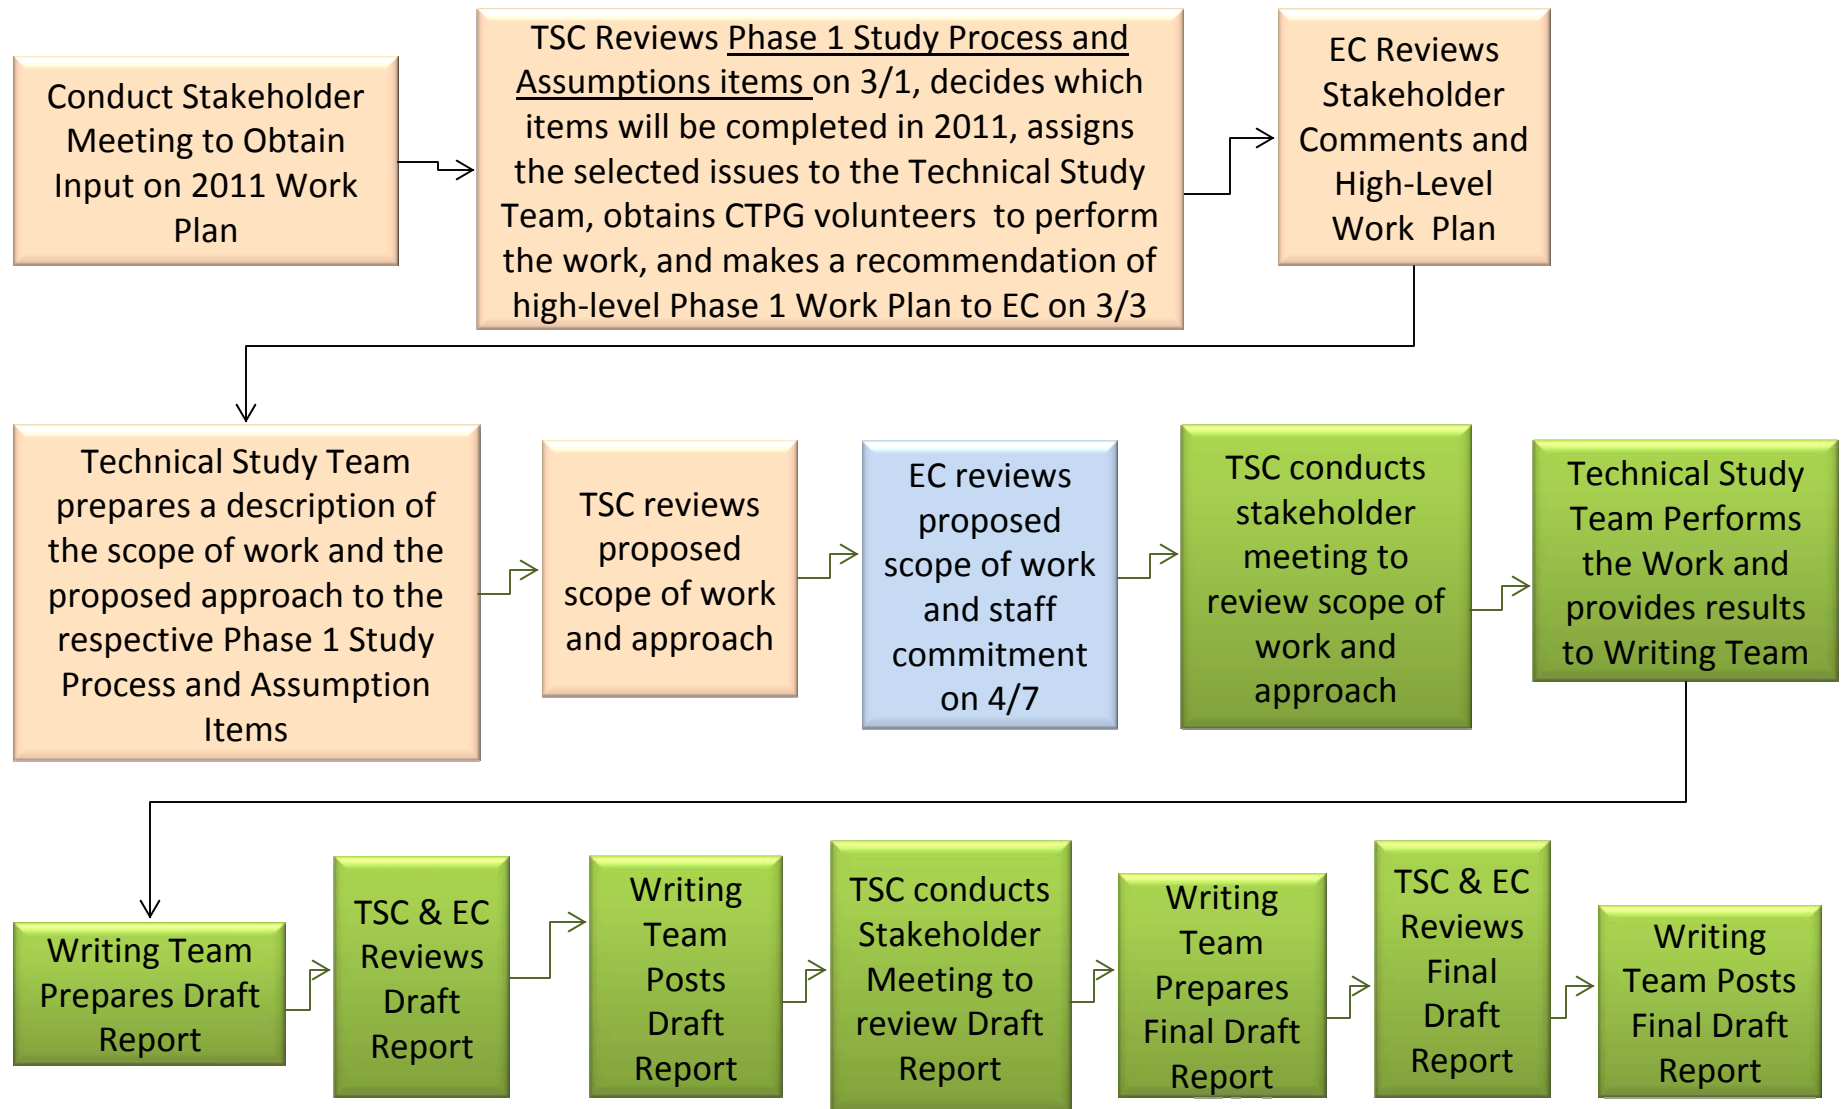 Conduct Stakeholder
Meeting to Obtain
Input on 2011 Work
Plan
TSC Reviews Phase 1 Study Process and
Assumptions items on 3/1, decides which
items will be completed in 2011, assigns
the selected issues to the Technical Study
Team, obtains CTPG volunteers to perform
the work, and makes a recommendation of
high-level Phase 1 Work Plan to EC on 3/3
EC Reviews
Stakeholder
Comments and
High-Level
Work Plan
Technical Study Team
prepares a description of
the scope of work and the
proposed approach to the
respective Phase 1 Study
Process and Assumption
Items
TSC reviews
proposed
scope of work
and approach
EC reviews
proposed
scope of work
and staff
commitment
on 4/7
TSC conducts
stakeholder
meeting to
review scope of
work and
approach
Technical Study
Team Performs
the Work and
provides results
to Writing Team
Writing Team
Prepares Draft
Report
TSC & EC
Reviews
Draft
Report
Writing
Team
Posts
Draft
Report
TSC conducts
Stakeholder
Meeting to
review Draft
Report
Writing
Team
Prepares
Final Draft
Report
TSC & EC
Reviews
Final
Draft
Report
Writing
Team Posts
Final Draft
Report